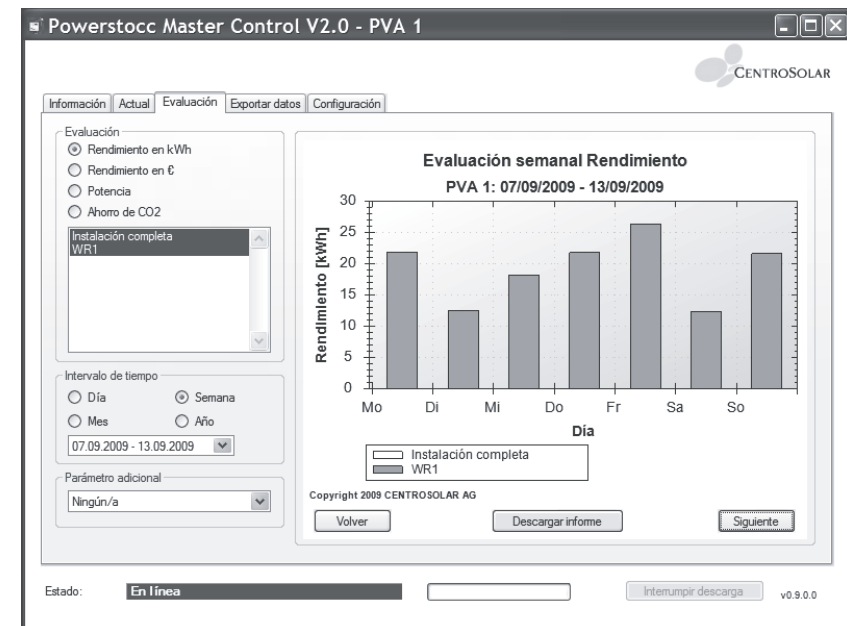 Powerstocc Master Control V2.0 - PVA 1
CENTROSOLAR
Información Actual Evaluación Exportar datos Configuración
Evaluación
Rendimiento en kWh
Rendimiento en €
Potencia
Ahorro de CO2
Instalación completa
WR1
Intervalo de tiempo
Día Semana
Mes Año
07.09.2009 - 13.09.2009
Parámetro adicional
Ningún/a
Evaluación semanal Rendimiento
PVA 1: 07/09/2009 - 13/09/2009
Rendimiento [kWh]
30
25
20
15
10
5
0
Mo Di Mi Do Fr Sa So
Día
Instalación completa
WR1
Copyright 2009 CENTROSOLAR AG
Volver Descargar informe Siguiente
Estado: En línea Interrumpir descarga v0.9.0.0